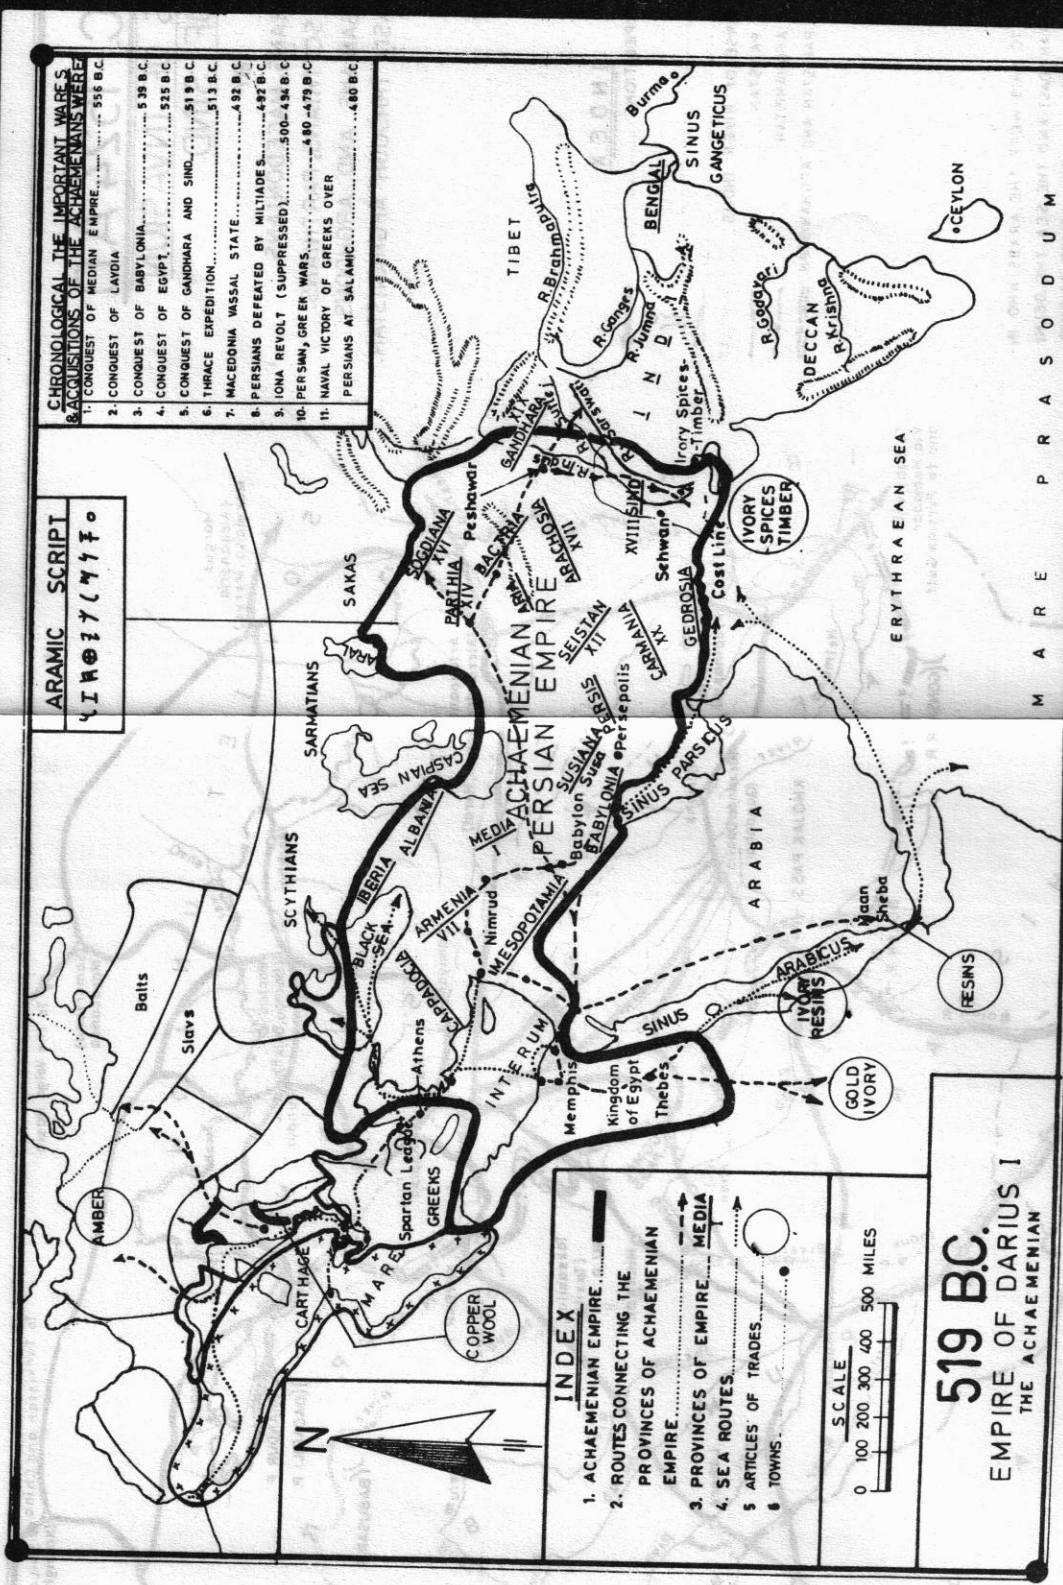 CHRONOLOGICAL THE IMPORTANT WARES
& ACQUISITIONS OF THE ACHAEMENANS WERE
1. CONQUEST OF MEDIAN EMPIRE............556 B.C.
2. CONQUEST OF LAYDIA
3. CONQUEST OF BABYLONIA............539 B.C.
4. CONQUEST OF EGYPT............525 B.C.
5. CONQUEST OF GANDHARA AND SIND......519 B.C.
6. THRACE EXPEDITION............513 B.C.
7. MACEDONIA VASSAL STATE............492 B.C.
8. PERSIANS DEFEATED BY MILTIADES......492 B.C.
9. IONA REVOLT (SUPPRESSED)......500-494 B.C.
10. PERSIAN, GREEK WARS............480-479 B.C.
11. NAVAL VICTORY OF GREEKS OVER
PERSIANS AT SALAMIC............480 B.C.
ARAMIC SCRIPT
Balts
Slavs
AMBER
SCYTHIANS
SARMATIANS
SAKAS
TIBET
ARAL
CASPIAN
SEA
BLACK
SEA
IBERIA
ALBANIA
ARMENIA
VII
CAPPADOCIA
MEDIA
I
Nimrud
MESOPOTAMIA
Babylon
BABYLONIA
SUSIANA
Susa
PERSIS
Persepolis
ACHAEMENIAN
PERSIAN EMPIRE
PARTHIA
XIV
SOGDIANA
XVI
BACTRIA
ARIA
ARACHOSIA
XVII
SEISTAN
XII
CARMANIA
XX
GEDROSIA
Peshawar
GANDHARA
XIX
R. Indus
R. Sutlej
R. Sarswati
XVIII SIND
Sehwan
Cost Line
Irory Spices-
-Timber
IVORY
SPICES
TIMBER
R. Brahmaputra
R. Ganges
R. Jumna
INDIA
BENGAL
Burma
SINUS
GANGETICUS
R. Godavari
DECCAN
R. Krishna
CEYLON
ERYTHRAEAN SEA
MARE PRASODUM
SINUS PARSICUS
ARABIA
Maan
Sheba
RESINS
SINUS ARABICUS
IVORY
RESINS
GOLD
IVORY
Athens
Spartan League
GREEKS
CARTHAGE
MARE
INTERUM
Memphis
Kingdom
of Egypt
Thebes
COPPER
WOOL
N
INDEX
1. ACHAEMENIAN EMPIRE......
2. ROUTES CONNECTING THE
PROVINCES OF ACHAEMENIAN
EMPIRE............
3. PROVINCES OF EMPIRE....MEDIA
I
4. SEA ROUTES............
5 ARTICLES OF TRADES......
6 TOWNS............
SCALE
0 100 200 300 400 500 MILES
519 B.C.
EMPIRE OF DARIUS I
THE ACHAEMENIAN